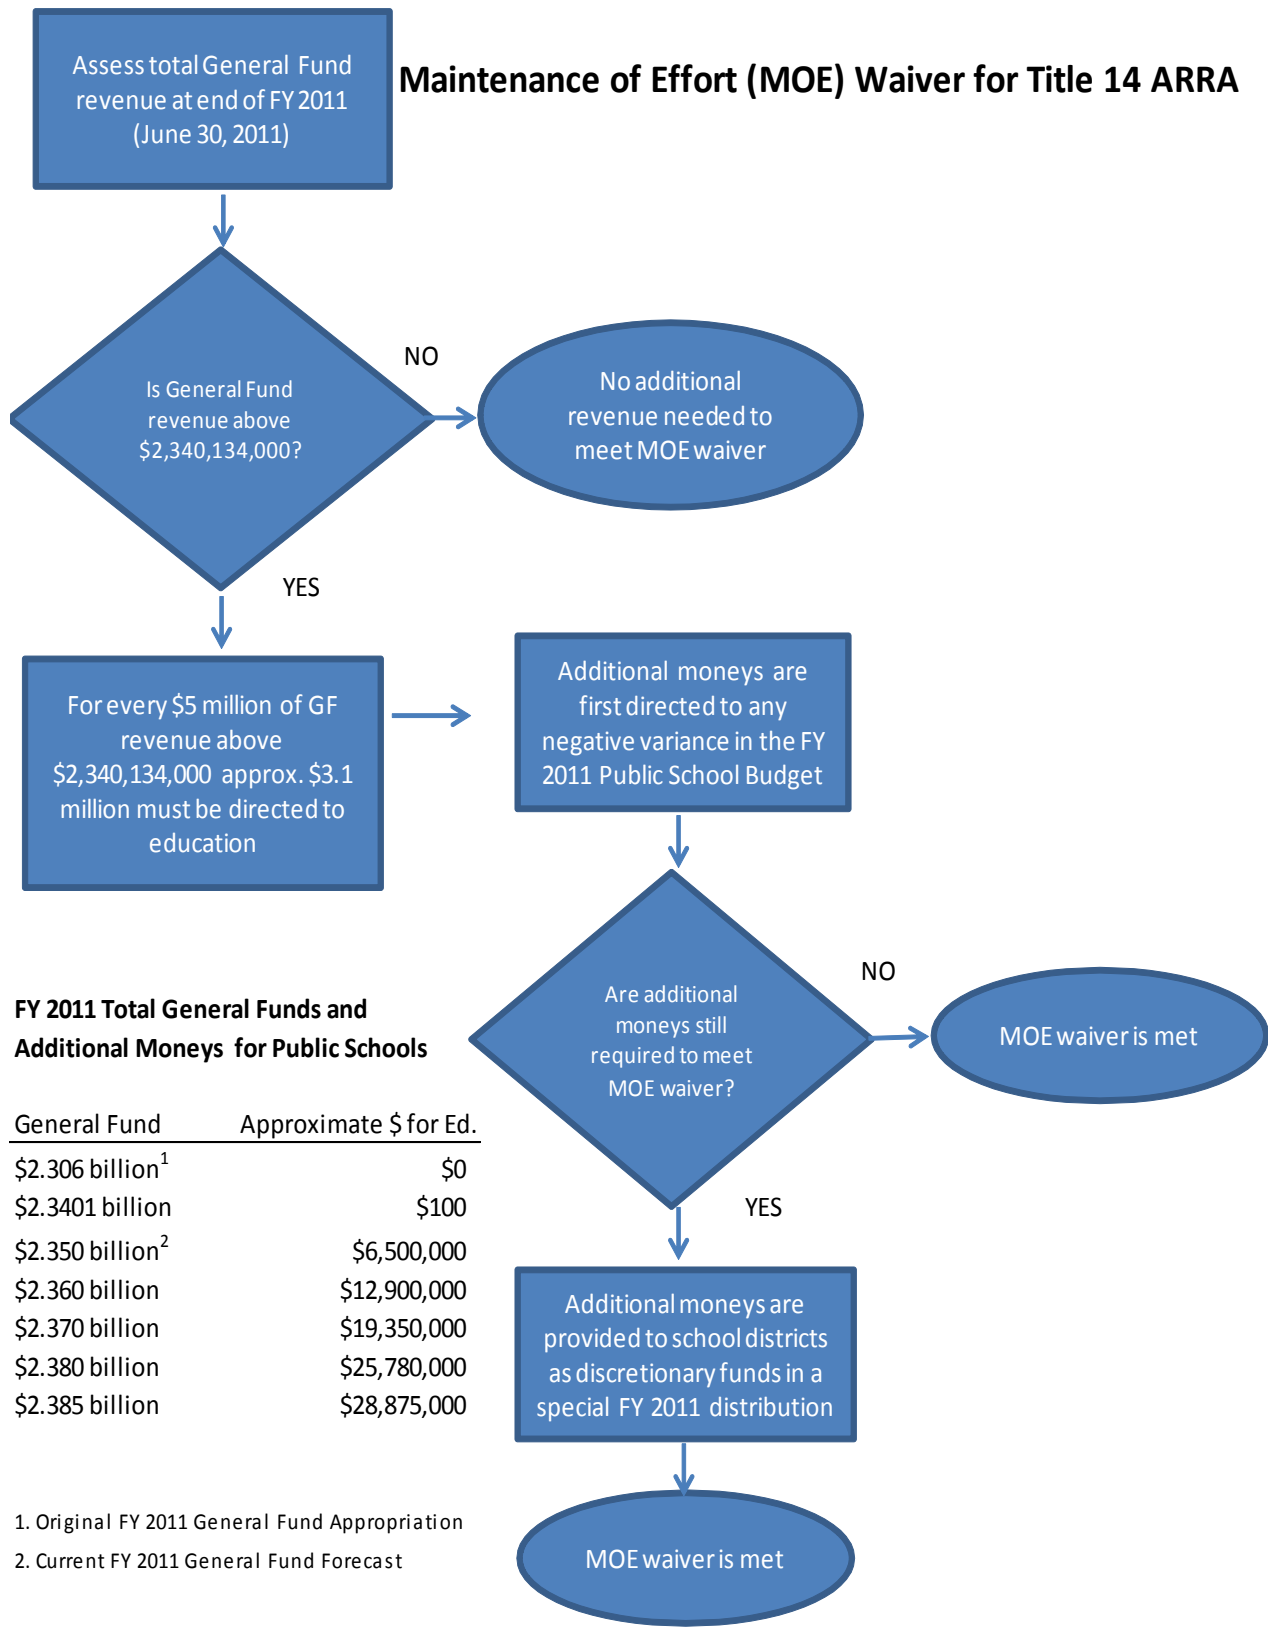 Assess total General Fund
revenue at end of FY 2011
(June 30, 2011)
Maintenance of Effort (MOE) Waiver for Title 14 ARRA
Is General Fund
revenue above
$2,340,134,000?
NO
No additional
revenue needed to
meet MOE waiver
YES
For every $5 million of GF
revenue above
$2,340,134,000 approx. $3.1
million must be directed to
education
Additional moneys are
first directed to any
negative variance in the FY
2011 Public School Budget
Are additional
moneys still
required to meet
MOE waiver?
NO
MOE waiver is met
YES
Additional moneys are
provided to school districts
as discretionary funds in a
special FY 2011 distribution
MOE waiver is met
FY 2011 Total General Funds and
Additional Moneys for Public Schools
General Fund Approximate $ for Ed.
$2.306 billion1 $0
$2.3401 billion $100
$2.350 billion2 $6,500,000
$2.360 billion $12,900,000
$2.370 billion $19,350,000
$2.380 billion $25,780,000
$2.385 billion $28,875,000
1. Original FY 2011 General Fund Appropriation
2. Current FY 2011 General Fund Forecast